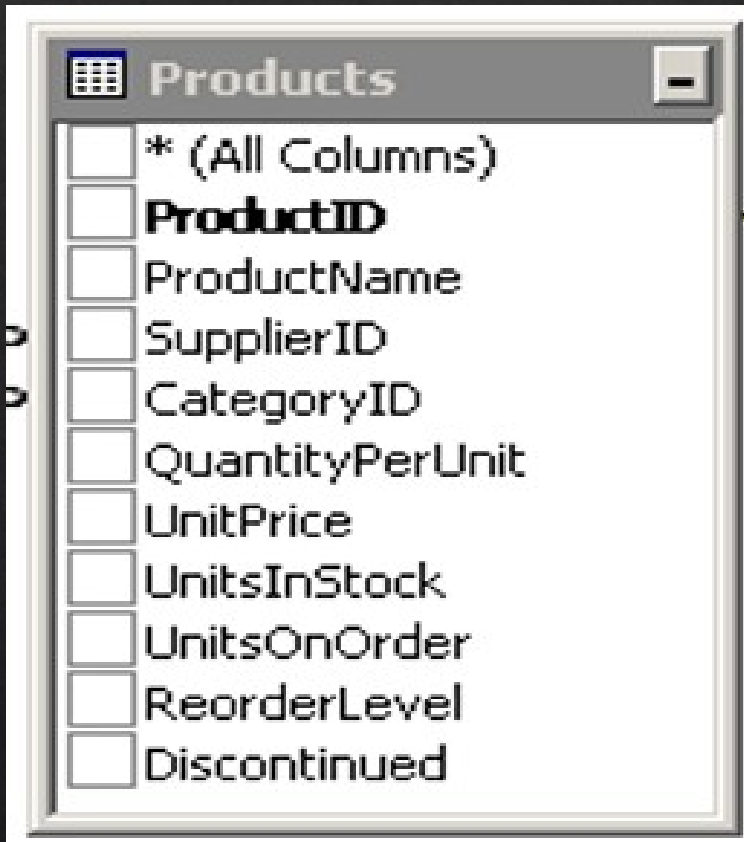 Products
* (All Columns)
ProductID
ProductName
SupplierID
CategoryID
QuantityPerUnit
UnitPrice
UnitsInStock
UnitsOnOrder
ReorderLevel
Discontinued